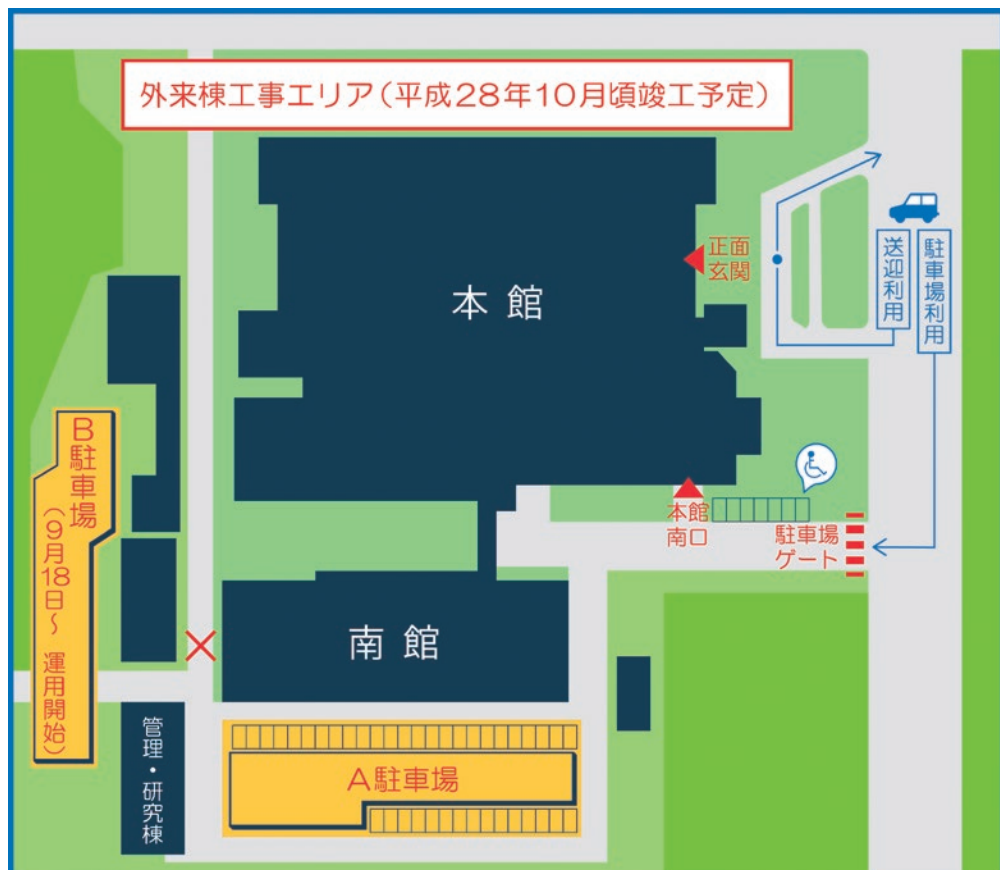 外来棟工事エリア(平成28年10月頃竣工予定)
正面
玄関
送迎利用
駐車場利用
本 館
B駐車場
(9月18日~ 運用開始)
本館
南口
駐車場
ゲート
南 館
管理・研究棟
A駐車場